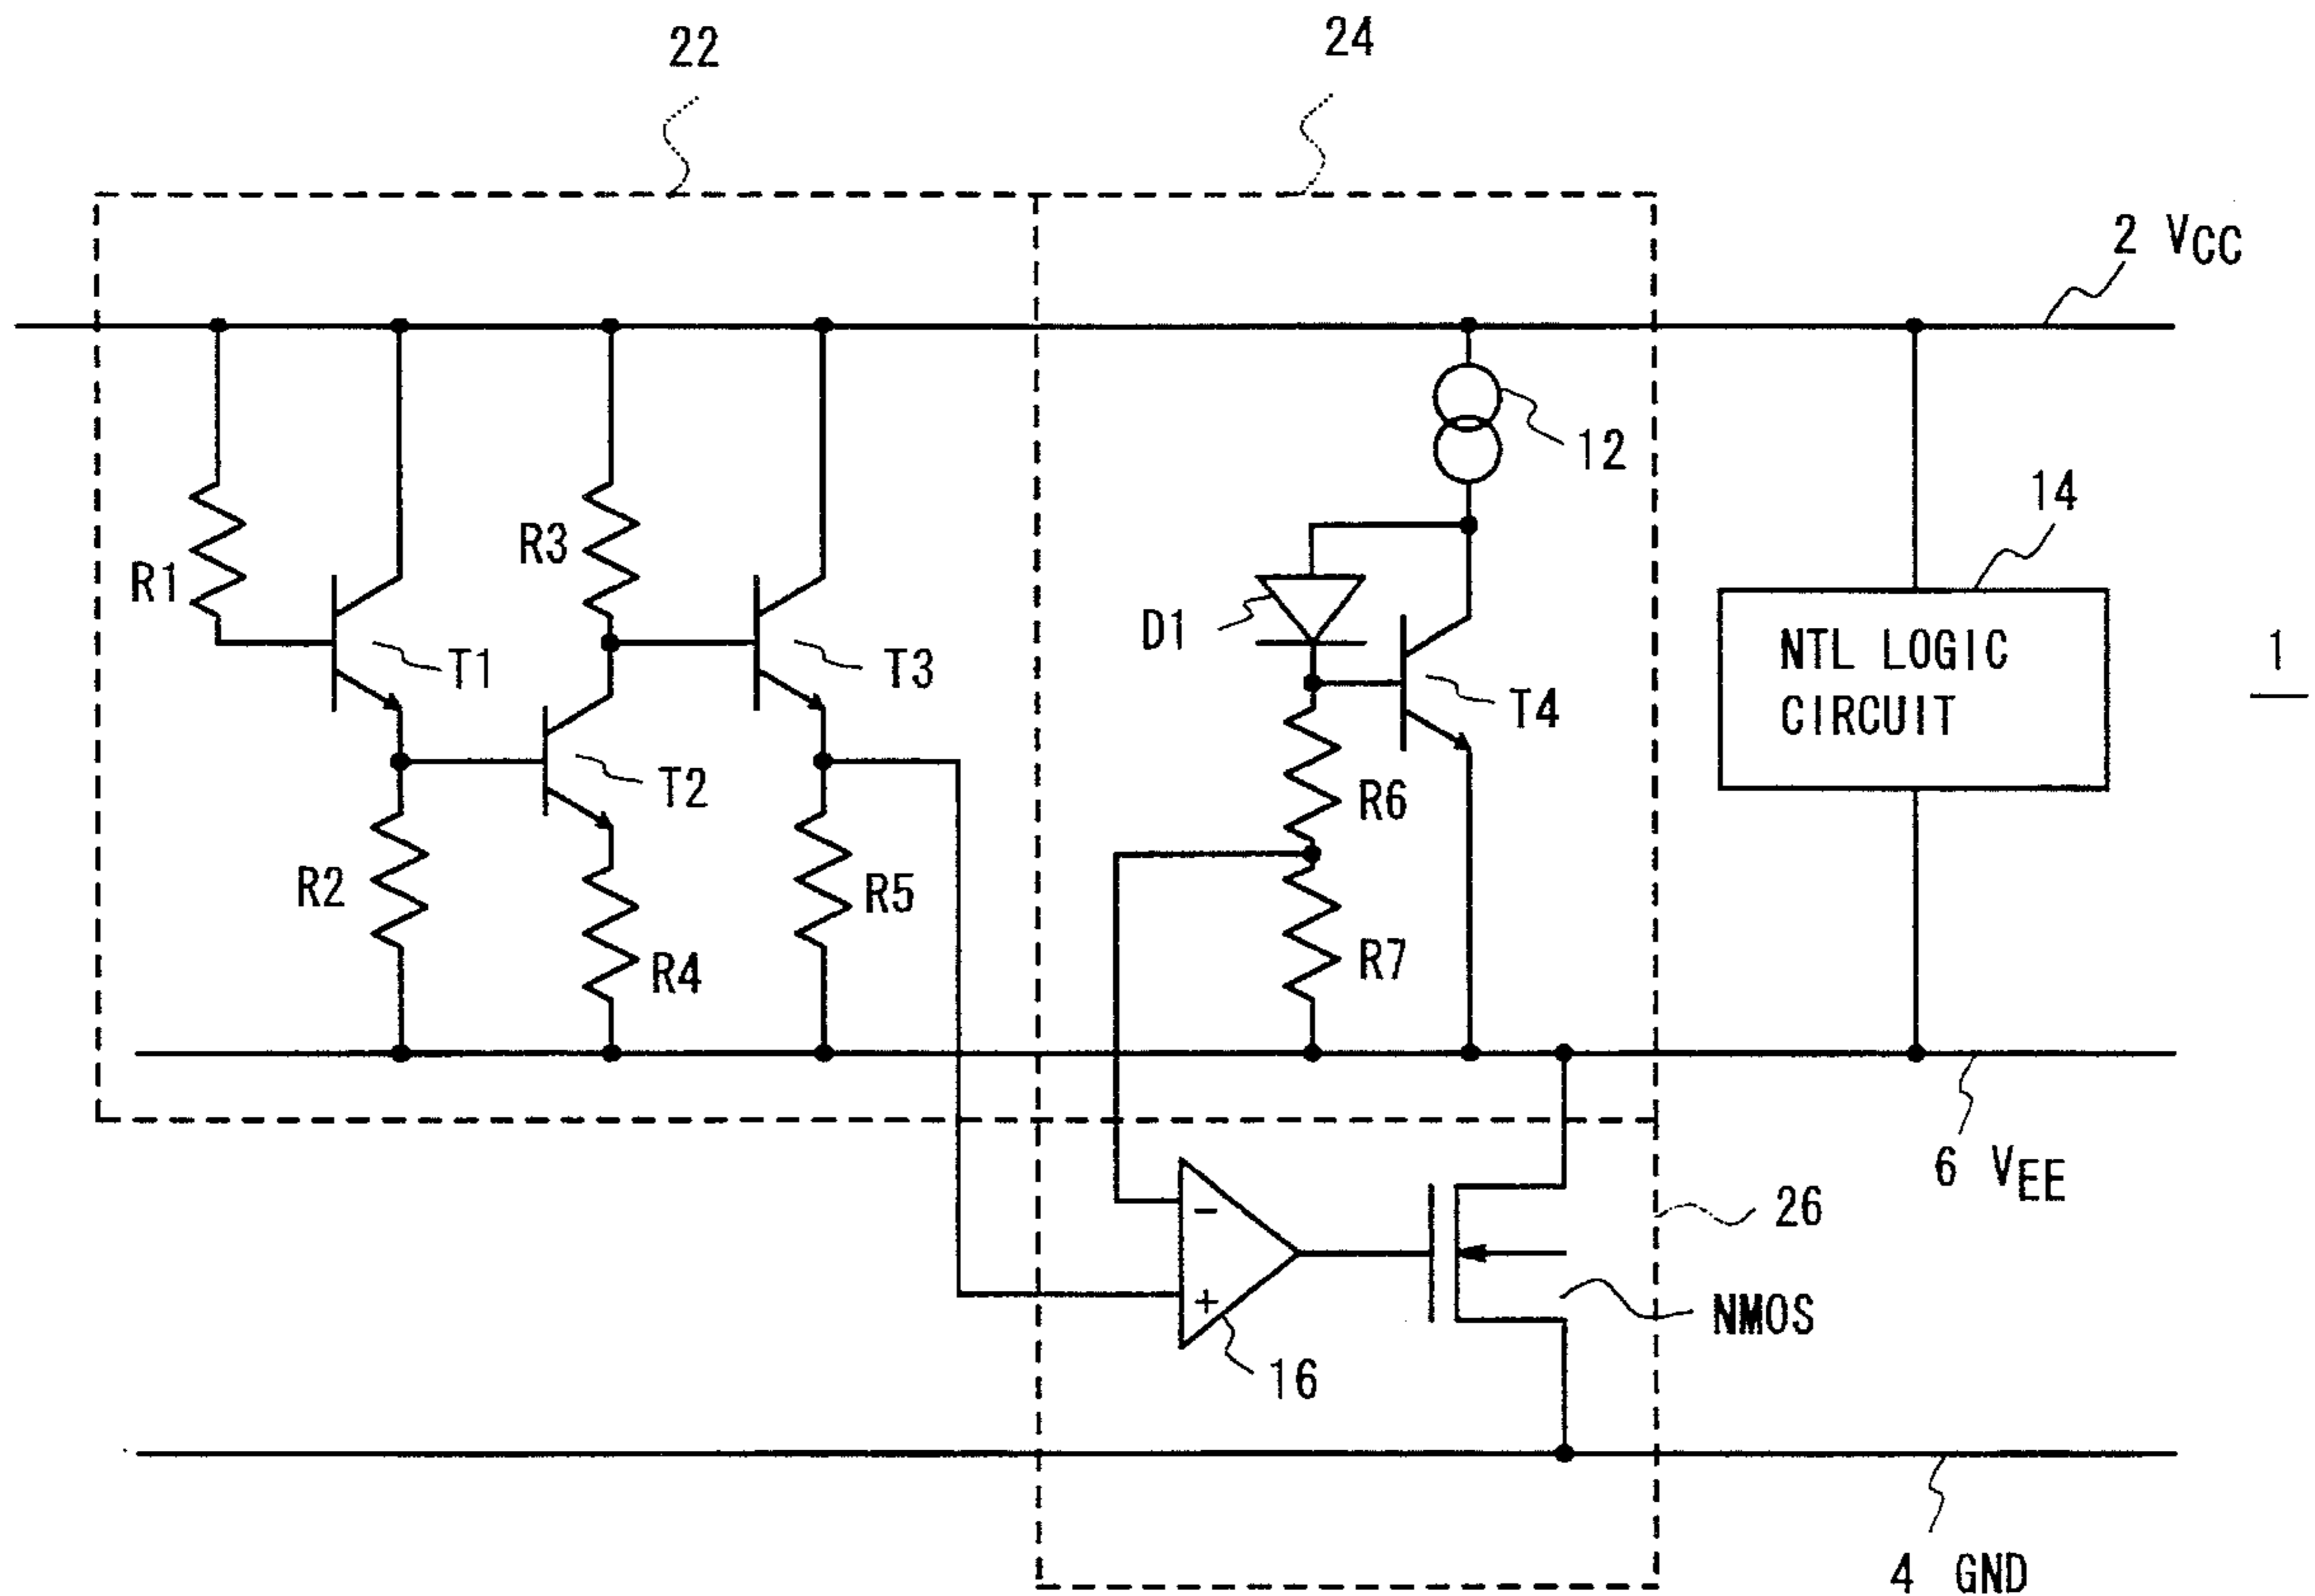 22
24
2 VCC
12
14
R3
R1
NTL LOGIC
CIRCUIT
D1
1
T1
T3
T4
T2
R6
R2
R5
R4
R7
6 VEE
-
26
+
NMOS
16
4 GND